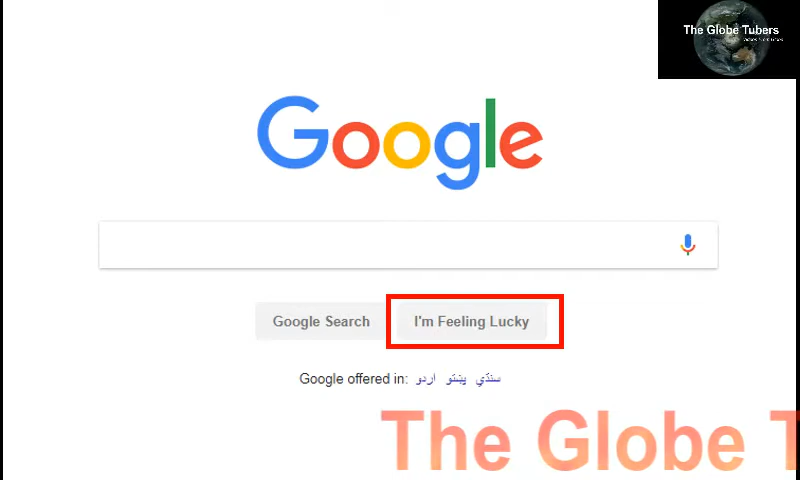 The Globe Tubers
Google
Google Search
I'm Feeling Lucky
Google offered in: اردو پښتو سنڌي
The Globe T